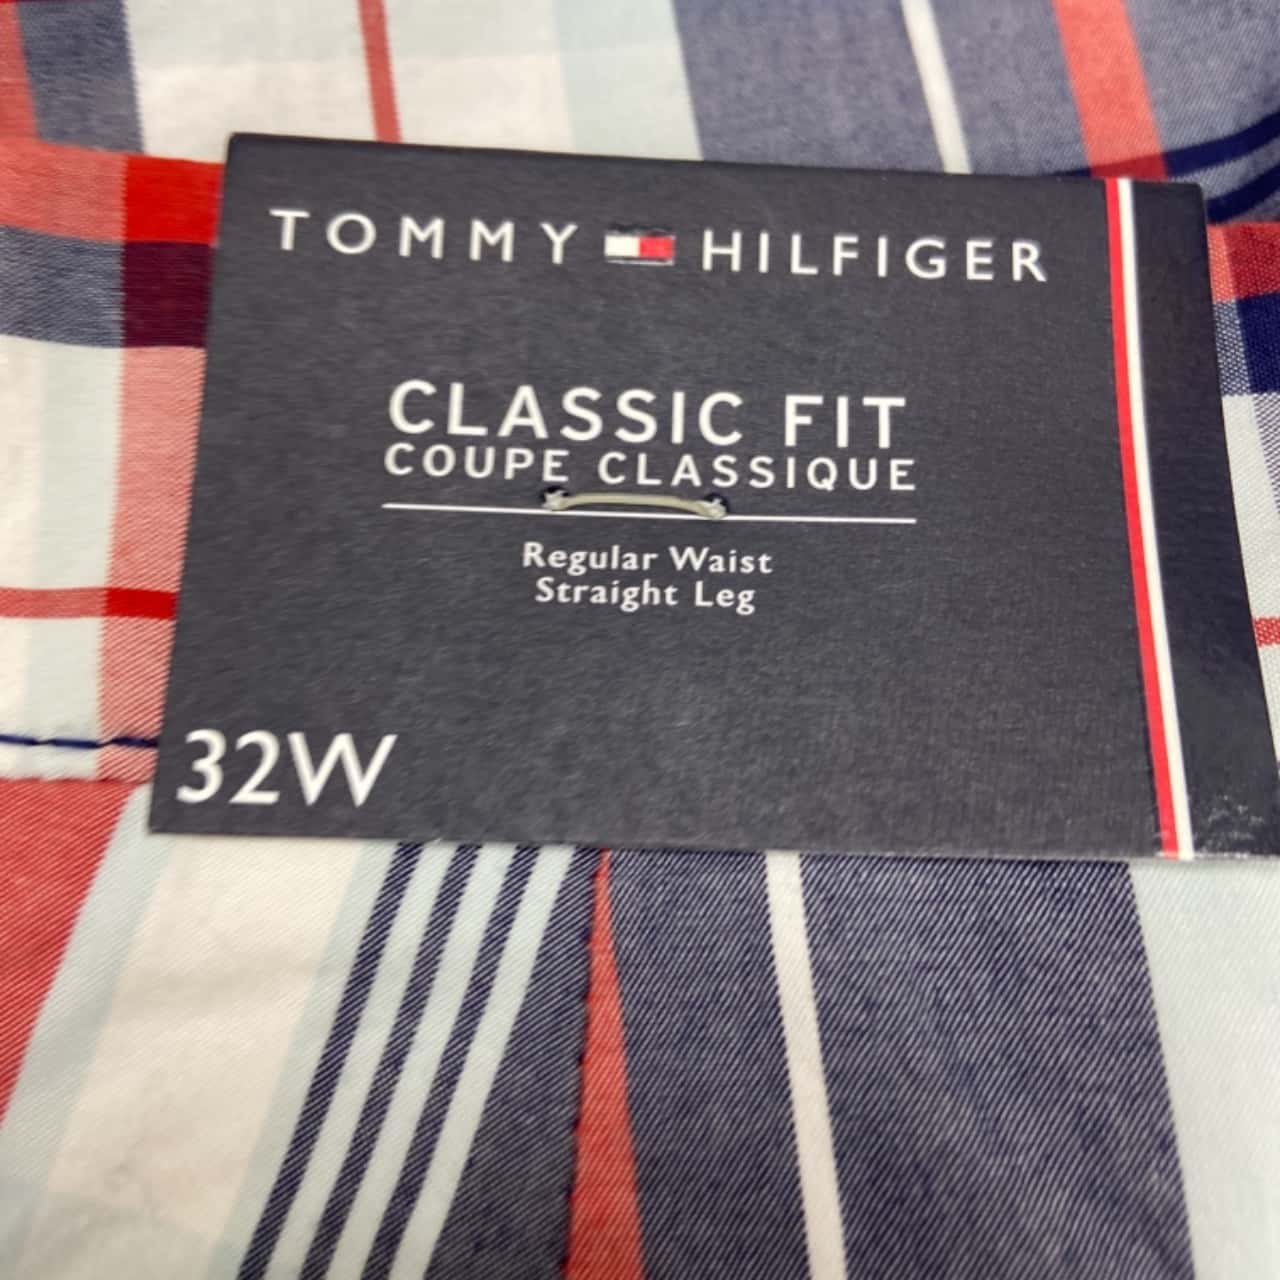 TOMMY HILFIGER
CLASSIC FIT
COUPE CLASSIQUE
Regular Waist
Straight Leg
32W